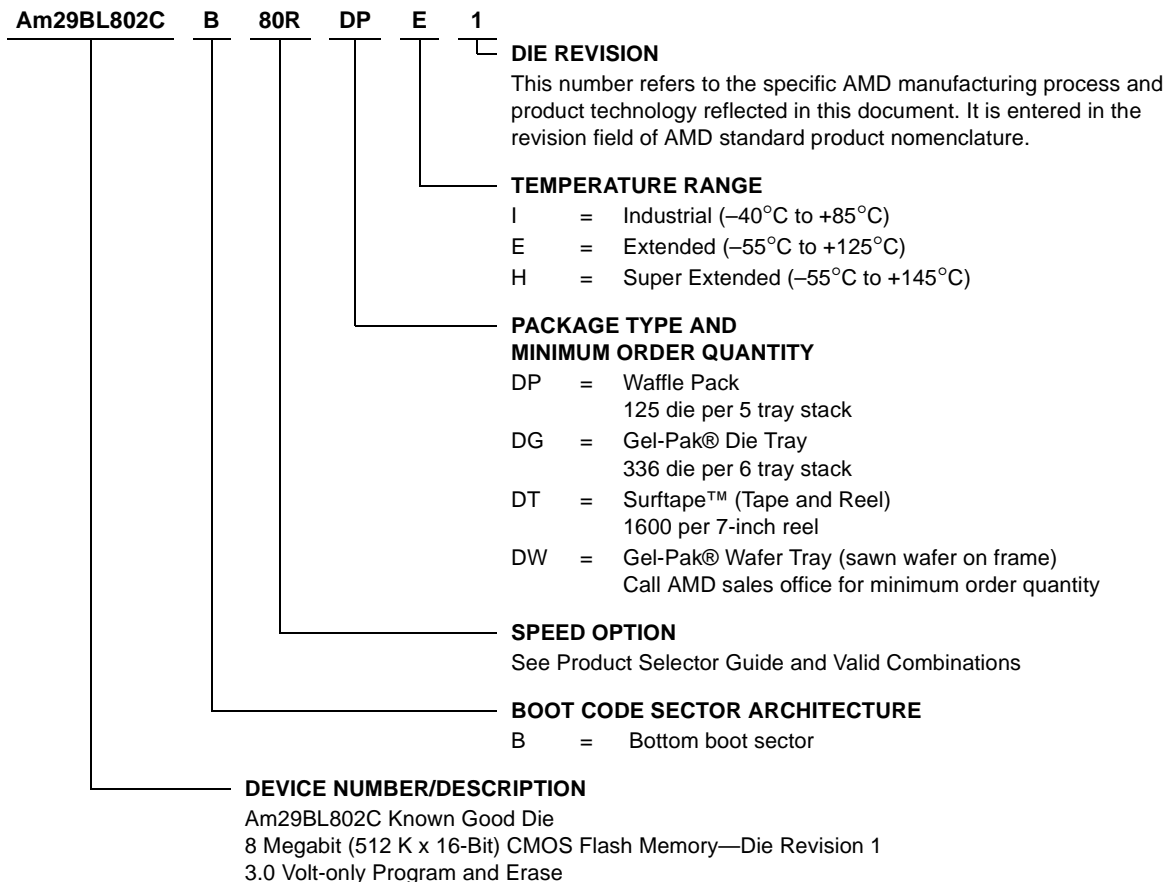 Am29BL802C B 80R DP E 1
DIE REVISION
This number refers to the specific AMD manufacturing process and
product technology reflected in this document. It is entered in the
revision field of AMD standard product nomenclature.
TEMPERATURE RANGE
I = Industrial (–40°C to +85°C)
E = Extended (–55°C to +125°C)
H = Super Extended (–55°C to +145°C)
PACKAGE TYPE AND
MINIMUM ORDER QUANTITY
DP = Waffle Pack
125 die per 5 tray stack
DG = Gel-Pak® Die Tray
336 die per 6 tray stack
DT = Surftape™ (Tape and Reel)
1600 per 7-inch reel
DW = Gel-Pak® Wafer Tray (sawn wafer on frame)
Call AMD sales office for minimum order quantity
SPEED OPTION
See Product Selector Guide and Valid Combinations
BOOT CODE SECTOR ARCHITECTURE
B = Bottom boot sector
DEVICE NUMBER/DESCRIPTION
Am29BL802C Known Good Die
8 Megabit (512 K x 16-Bit) CMOS Flash Memory—Die Revision 1
3.0 Volt-only Program and Erase